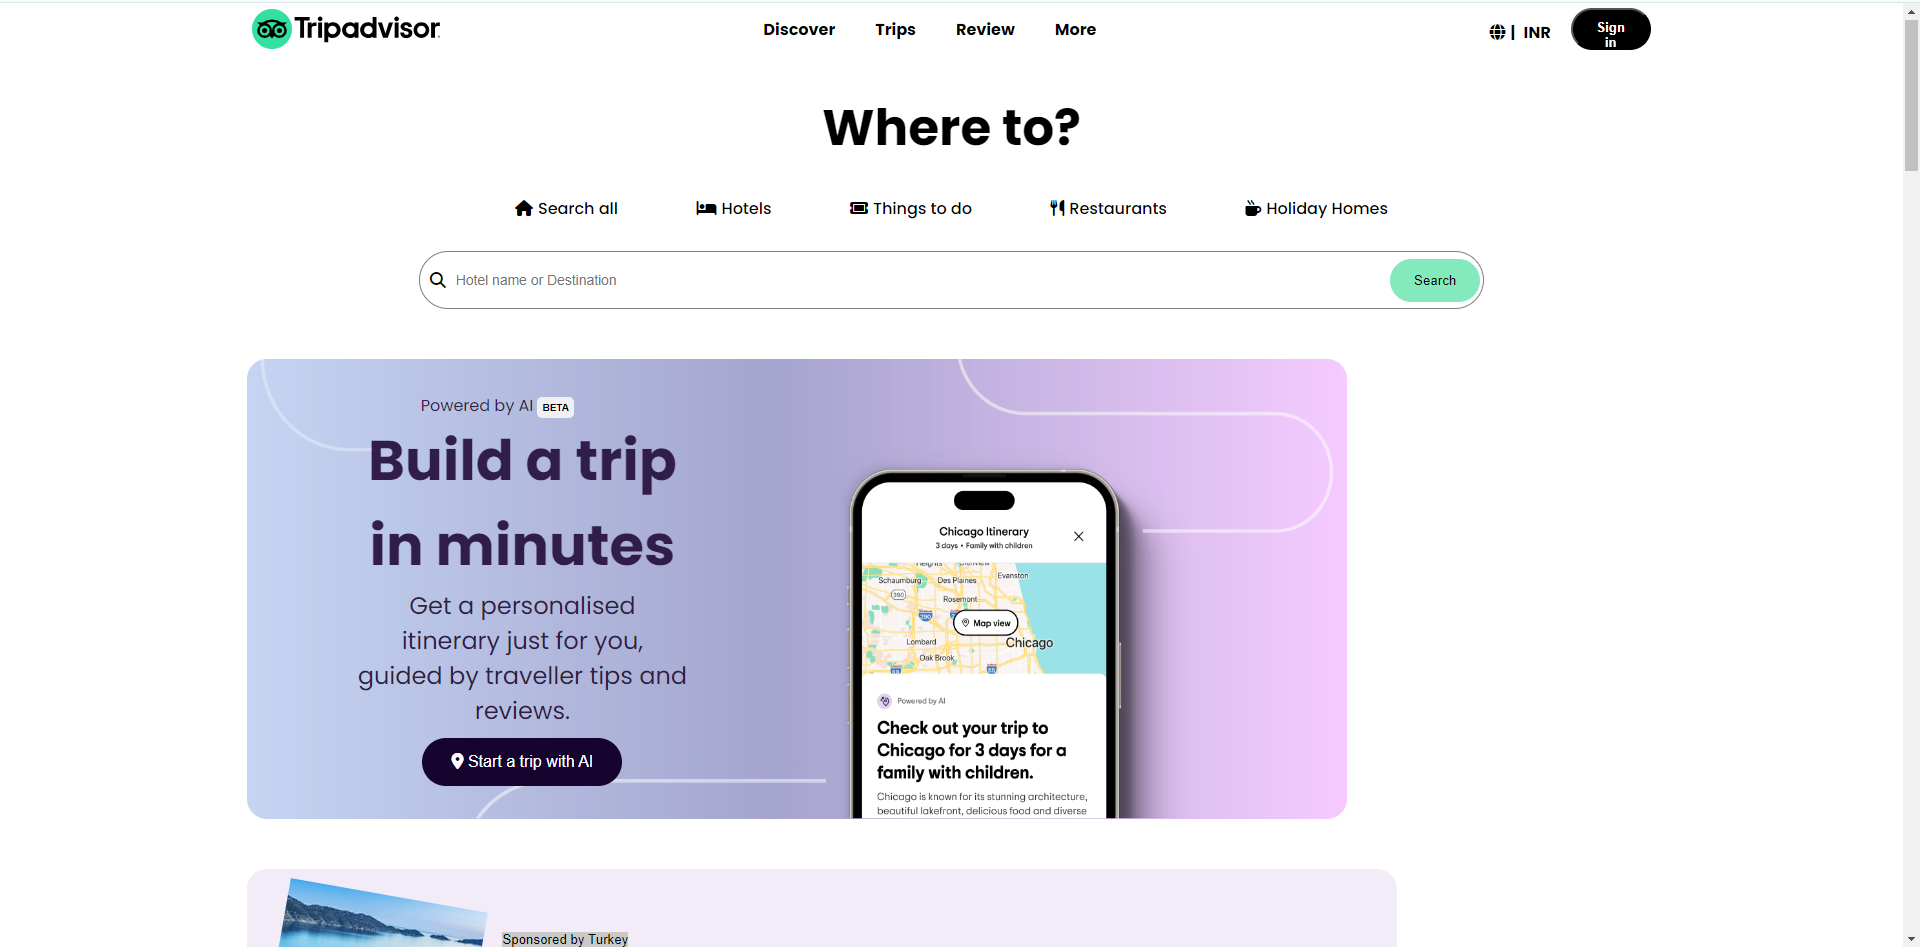 Tripadvisor
Discover
Trips
Review
More
| INR
Sign
in
Where to?
Search all
Hotels
Things to do
Restaurants
Holiday Homes
Hotel name or Destination
Search
Powered by AI BETA
Build a trip
in minutes
Get a personalised
itinerary just for you,
guided by traveller tips and
reviews.
Start a trip with AI
Chicago Itinerary
3 days • Family with children
Schaumburg
Des Plaines
Evanston
390
Rosemont
Map view
Lombard
Chicago
Oak Brook
Powered by AI
Check out your trip to
Chicago for 3 days for a
family with children.
Chicago is known for its stunning architecture,
beautiful lakefront, delicious food and diverse
Sponsored by Turkey